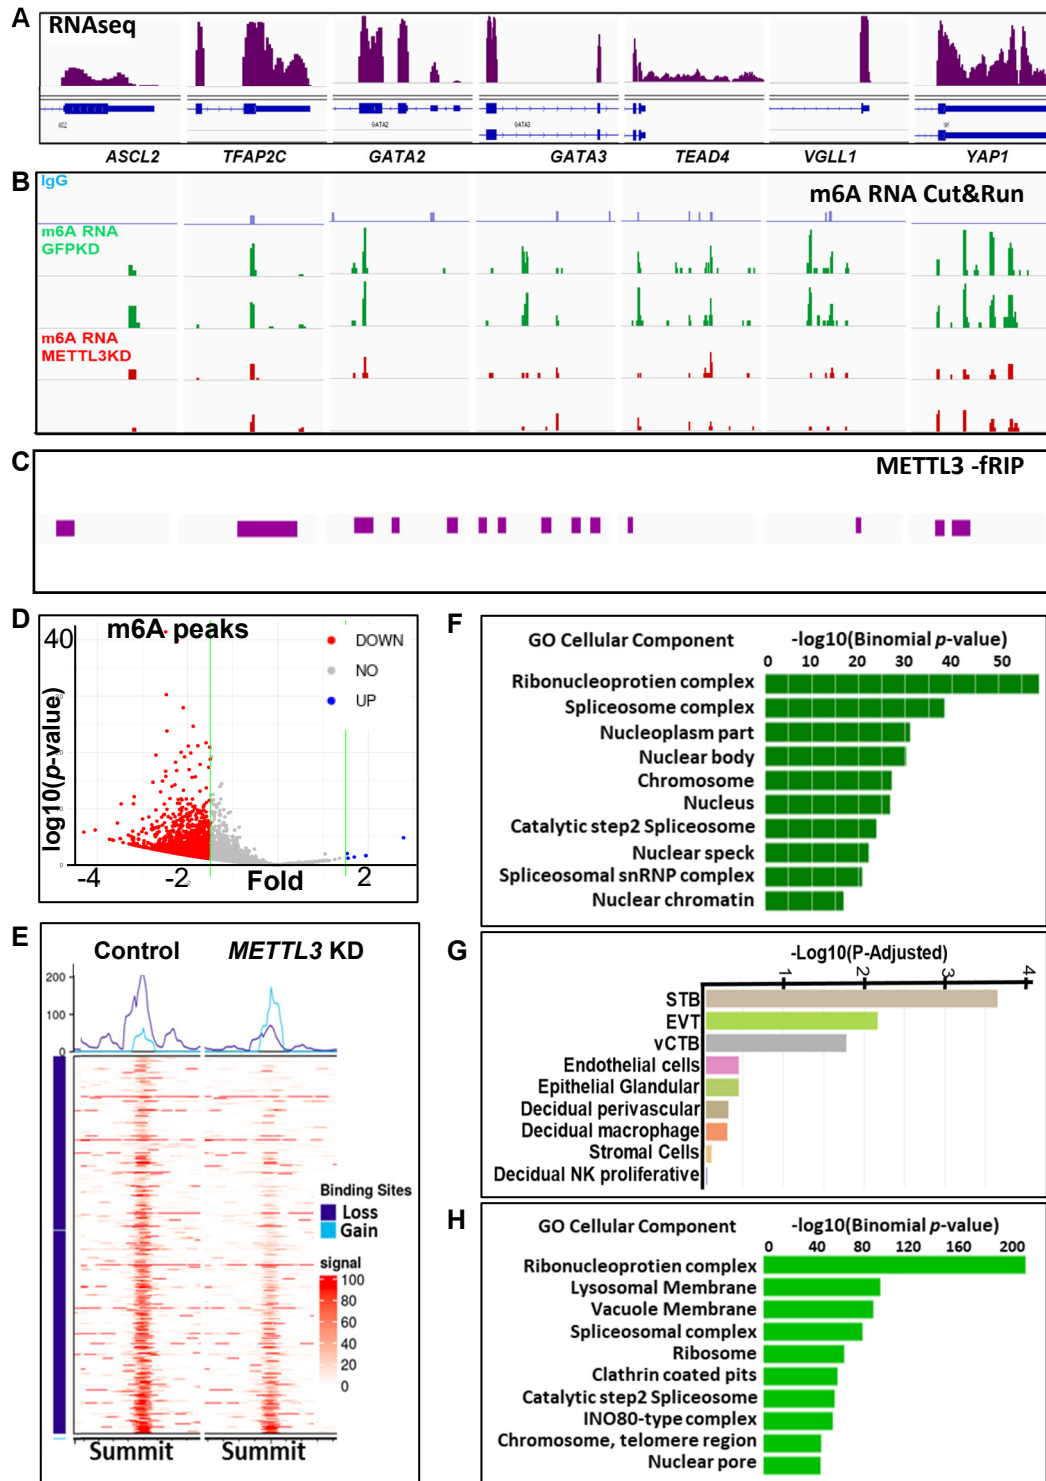 A
RNAseq
GATA2
GATA3
ASCL2 TFAP2C GATA2 GATA3 TEAD4 VGLL1 YAP1
B
IgG
m6A RNA Cut&Run
m6A RNA
GFPKD
m6A RNA
METTL3KD
C
METTL3 -fRIP
D
m6A peaks
40
DOWN
NO
UP
log10(p-value)
-4 -2 Fold 2
E
Control METTL3 KD
200
100
0
Binding Sites
Loss
Gain
signal
100
80
60
40
20
0
Summit Summit
F
GO Cellular Component -log10(Binomial p-value)
0 10 20 30 40 50
Ribonucleoprotien complex
Spliceosome complex
Nucleoplasm part
Nuclear body
Chromosome
Nucleus
Catalytic step2 Spliceosome
Nuclear speck
Spliceosomal snRNP complex
Nuclear chromatin
G
-Log10(P-Adjusted)
1 2 3 4
STB
EVT
vCTB
Endothelial cells
Epithelial Glandular
Decidual perivascular
Decidual macrophage
Stromal Cells
Decidual NK proliferative
H
GO Cellular Component -log10(Binomial p-value)
0 40 80 120 160 200
Ribonucleoprotien complex
Lysosomal Membrane
Vacuole Membrane
Spliceosomal complex
Ribosome
Clathrin coated pits
Catalytic step2 Spliceosome
INO80-type complex
Chromosome, telomere region
Nuclear pore